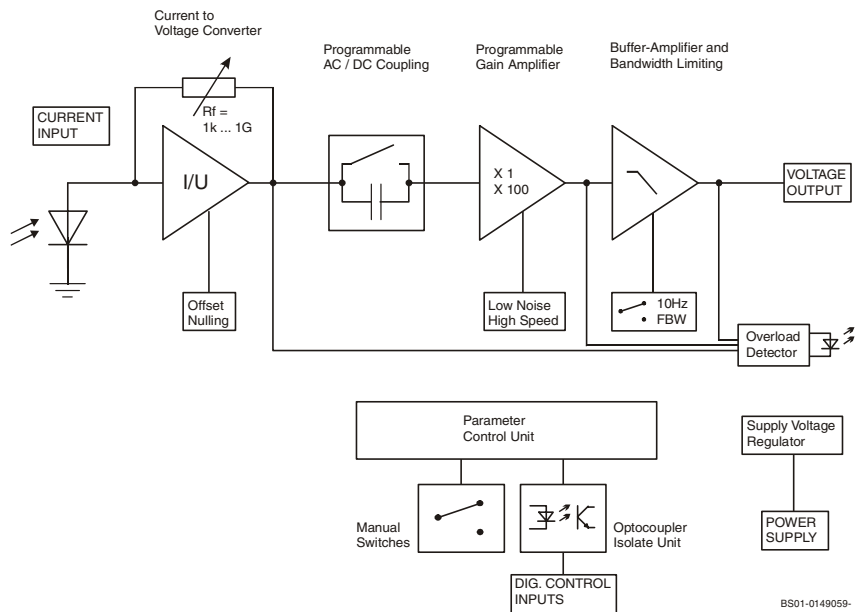 Current to
Voltage Converter
Programmable
AC / DC Coupling
Programmable
Gain Amplifier
Buffer-Amplifier and
Bandwidth Limiting
CURRENT
INPUT
Rf =
1k ... 1G
I/U
X 1
X 100
VOLTAGE
OUTPUT
Offset
Nulling
Low Noise
High Speed
10Hz
FBW
Overload
Detector
Parameter
Control Unit
Supply Voltage
Regulator
Manual
Switches
Optocoupler
Isolate Unit
POWER
SUPPLY
DIG. CONTROL
INPUTS
BS01-0149059-